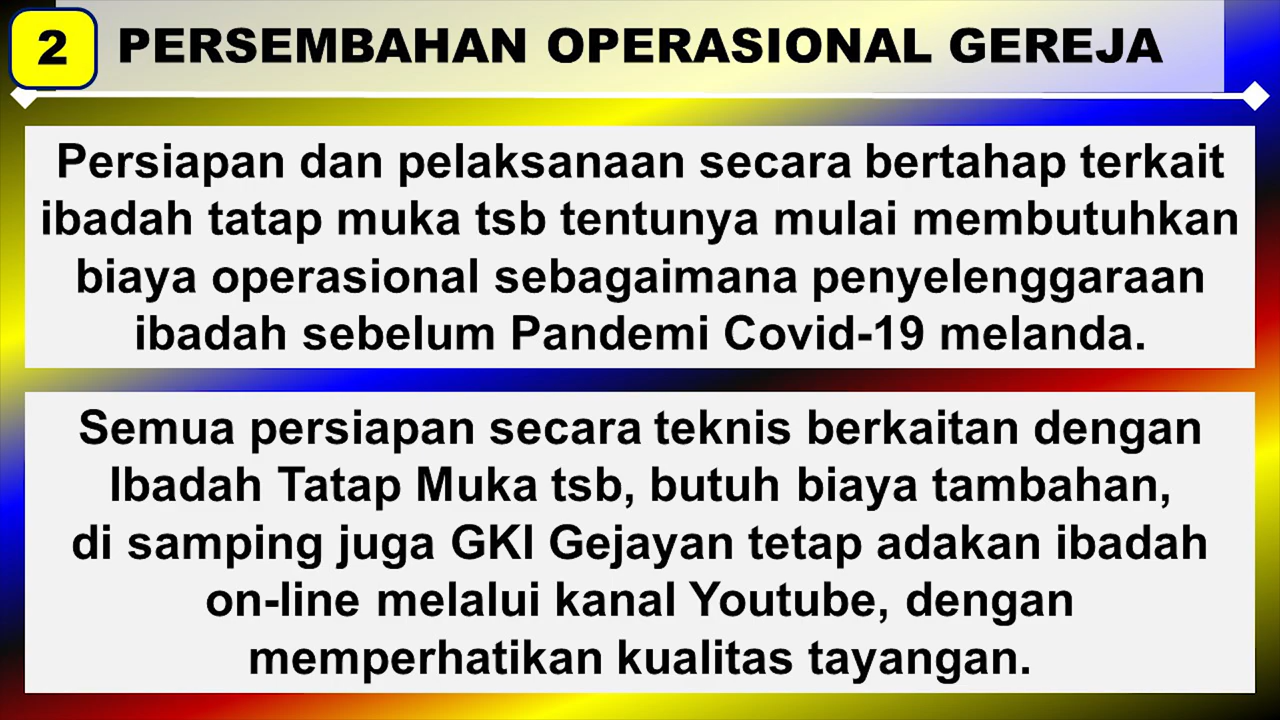 2 PERSEMBAHAN OPERASIONAL GEREJA
Persiapan dan pelaksanaan secara bertahap terkait
ibadah tatap muka tsb tentunya mulai membutuhkan
biaya operasional sebagaimana penyelenggaraan
ibadah sebelum Pandemi Covid-19 melanda.
Semua persiapan secara teknis berkaitan dengan
Ibadah Tatap Muka tsb, butuh biaya tambahan,
di samping juga GKI Gejayan tetap adakan ibadah
on-line melalui kanal Youtube, dengan
memperhatikan kualitas tayangan.